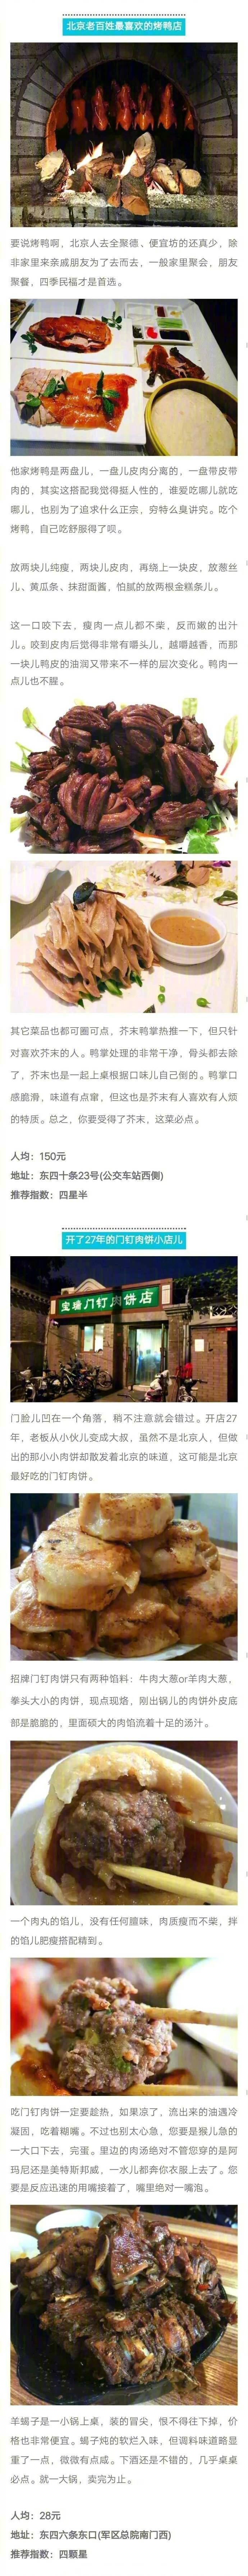 北京老百姓最喜欢的烤鸭店
要说烤鸭啊，北京人去全聚德、便宜坊的还真少，除
非家里来亲戚朋友为了去而去，一般家里聚会，朋友
聚餐，四季民福才是首选。
他家烤鸭是两盘儿，一盘儿皮肉分离的，一盘带皮带
肉的，其实这搭配我觉得挺人性的，谁爱吃哪儿就吃
哪儿，也别为了追求什么正宗，穷特么臭讲究。吃个
烤鸭，自己吃舒服得了呗。
放两块儿纯瘦，两块儿皮肉，再绕上一块皮，放葱丝
儿、黄瓜条、抹甜面酱，怕腻的放两根金糕条儿。
这一口咬下去，瘦肉一点儿都不柴，反而嫩的出汁
儿。咬到皮肉后觉得非常有嚼头儿，越嚼越香，而那
一块儿鸭皮的油润又带来不一样的层次变化。鸭肉一
点儿也不腥。
其它菜品也都可圈可点，芥末鸭掌热推一下，但只针
对喜欢芥末的人。鸭掌处理的非常干净，骨头都去除
了，芥末也是一起上桌根据口味儿自己倒的。鸭掌口
感脆滑，味道有点窜，但这也是芥末有人喜欢有人烦
的特质。总之，你要受得了芥末，这菜必点。
人均：150元
地址：东四十条23号(公交车站西侧)
推荐指数：四星半
开了27年的门钉肉饼小店儿
宝瑞门钉肉饼店
门脸儿凹在一个角落，稍不注意就会错过。开店27
年，老板从小伙儿变成大叔，虽然不是北京人，但做
出的那小小肉饼却散发着北京的味道，这可能是北京
最好吃的门钉肉饼。
招牌门钉肉饼只有两种馅料：牛肉大葱or羊肉大葱，
拳头大小的肉饼，现点现烙，刚出锅儿的肉饼外皮底
部是脆脆的，里面硕大的肉馅流着十足的汤汁。
一个肉丸的馅儿，没有任何膻味，肉质瘦而不柴，拌
的馅儿肥瘦搭配精到。
吃门钉肉饼一定要趁热，如果凉了，流出来的油遇冷
凝固，吃着糊嘴。不过也别太心急，您要是猴儿急的
一大口下去，完蛋。里边的肉汤绝对不管您穿的是阿
玛尼还是美特斯邦威，一水儿都奔你衣服上去了。您
要是反应迅速的用嘴接着了，嘴里绝对一嘴泡。
羊蝎子是一小锅上桌，装的冒尖，恨不得往下掉，价
格也非常便宜。蝎子炖的软烂入味，但调料味道略显
重了一点，微微有点咸。下酒还是不错的，几乎桌桌
必点。就一大锅，卖完为止。
人均：28元
地址：东四六条东口(军区总院南门西)
推荐指数：四颗星